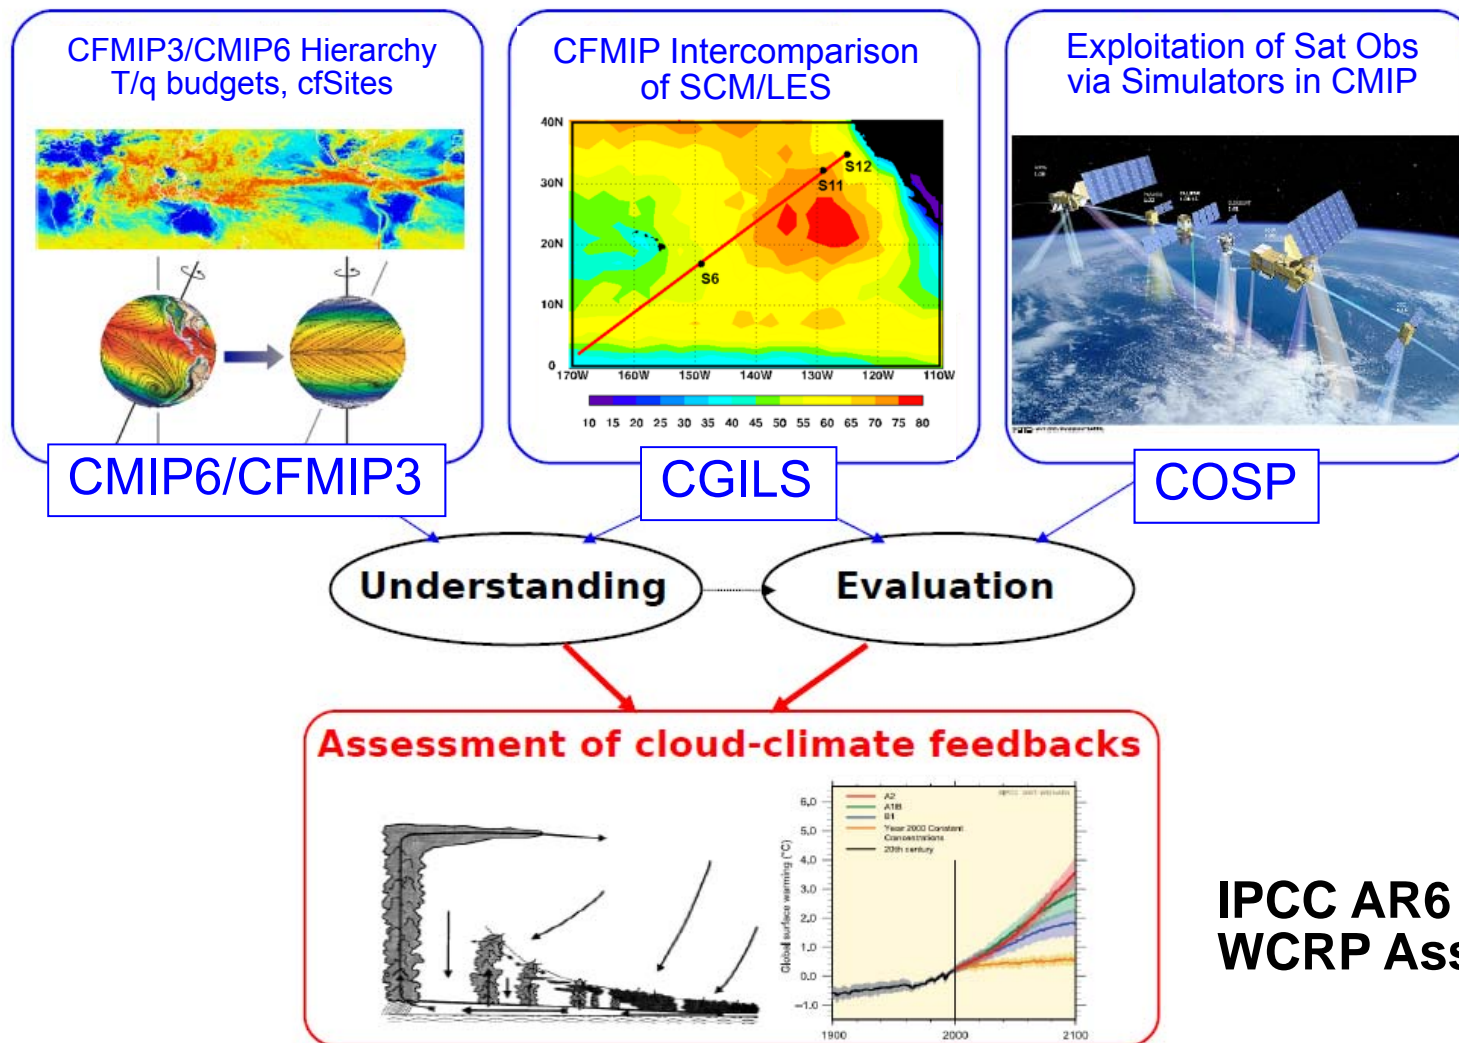 CFMIP3/CMIP6 Hierarchy
T/q budgets, cfSites
CFMIP Intercomparison
of SCM/LES
Exploitation of Sat Obs
via Simulators in CMIP
40N
30N
20N
10N
0
S12
S11
S6
170W 160W 150W 140W 130W 120W 110W
10 15 20 25 30 35 40 45 50 55 60 65 70 75 80
CMIP6/CFMIP3
CGILS
COSP
Understanding
Evaluation
Assessment of cloud-climate feedbacks
A2
A1B
B1
Year 2000 Constant
Concentrations
20th century
Global surface warming (°C)
6.0
5.0
4.0
3.0
2.0
1.0
0.0
−1.0
1900 2000 2100
IPCC AR6
WCRP Ass